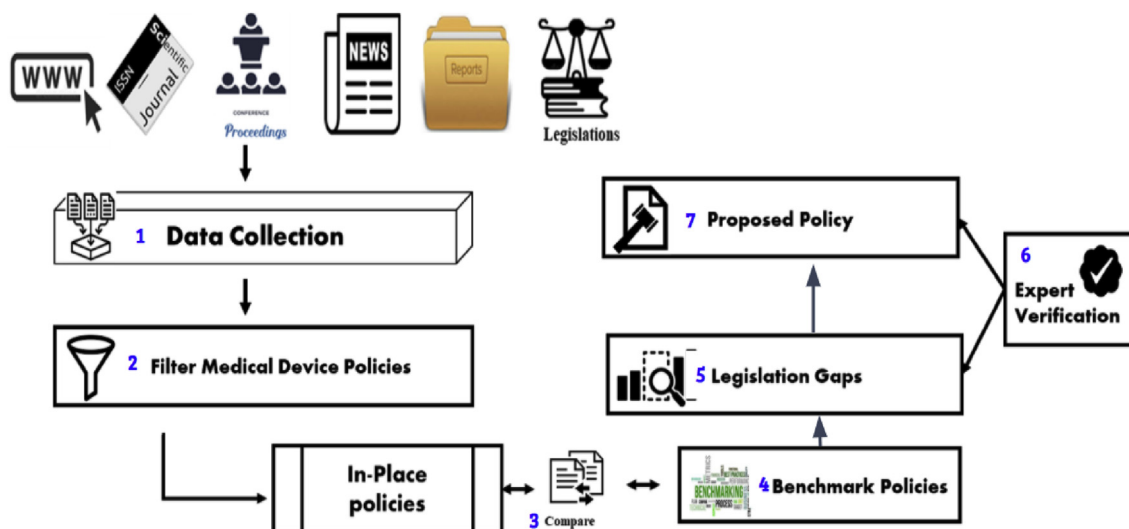 WWW
ISSN
Scientific
Journal
CONFERENCE
Proceedings
NEWS
Reports
Legislations
1 Data Collection
2 Filter Medical Device Policies
In-Place
policies
3 Compare
BENCHMARKING
PROCESS
4 Benchmark Policies
5 Legislation Gaps
6
Expert
Verification
7 Proposed Policy